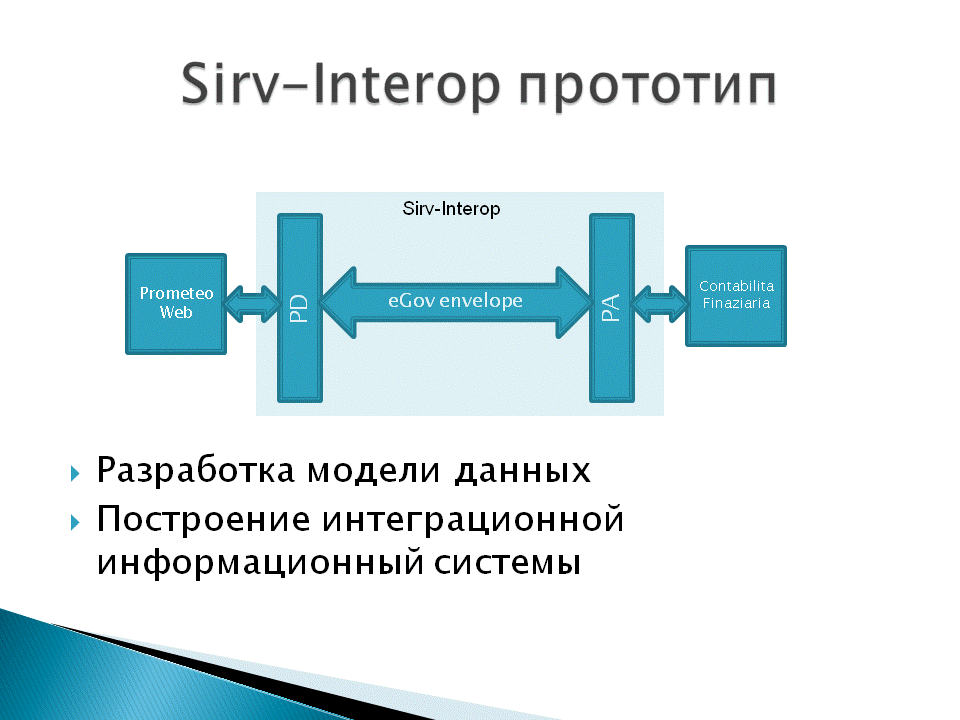 Sirv-Interop прототип
Sirv-Interop
Prometeo
Web
PD
eGov envelope
PA
Contabilita
Finaziaria
Разработка модели данных
Построение интеграционной
информационный системы